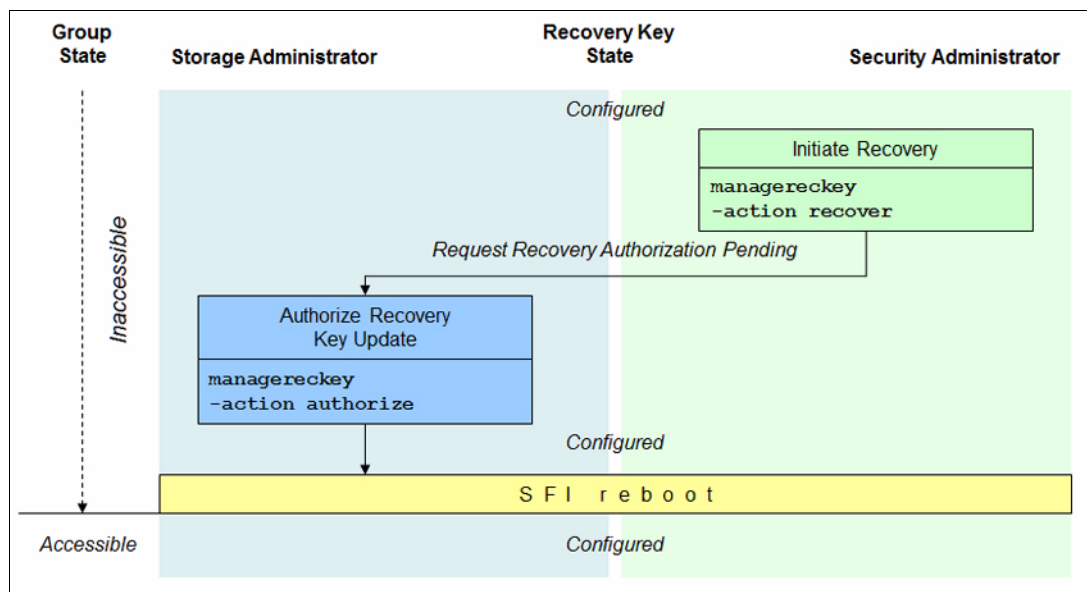 Group
State
Storage Administrator
Recovery Key
State
Security Administrator
Configured
Initiate Recovery
managereckey
-action recover
Inaccessible
Request Recovery Authorization Pending
Authorize Recovery
Key Update
managereckey
-action authorize
Configured
SFI reboot
Accessible
Configured